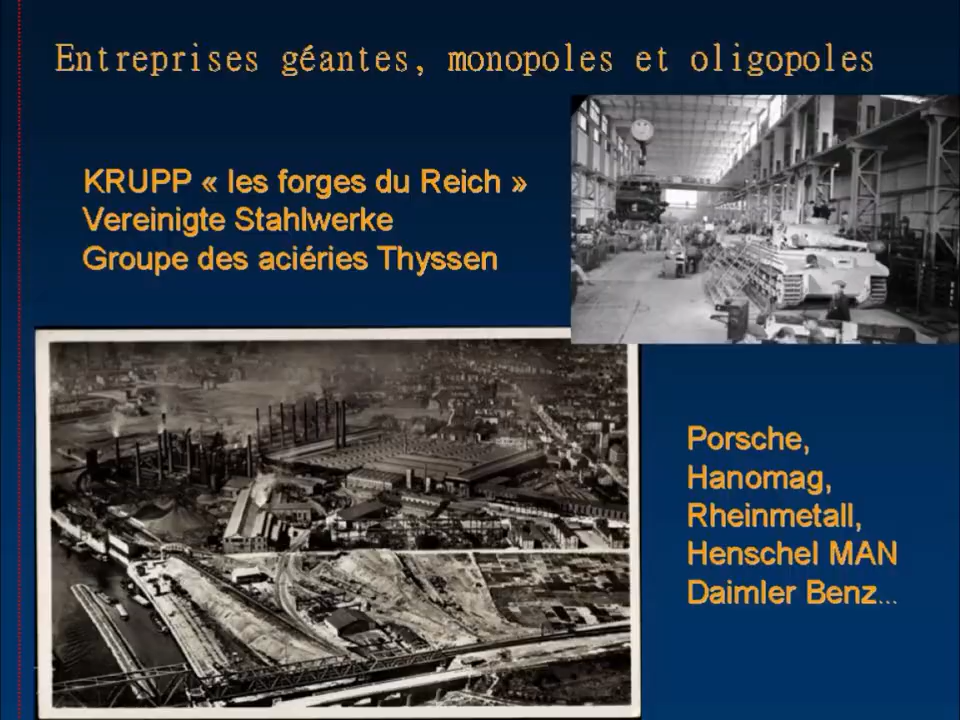 Entreprises géantes, monopoles et oligopoles
KRUPP « les forges du Reich »
Vereinigte Stahlwerke
Groupe des aciéries Thyssen
Porsche,
Hanomag,
Rheinmetall,
Henschel MAN
Daimler Benz...